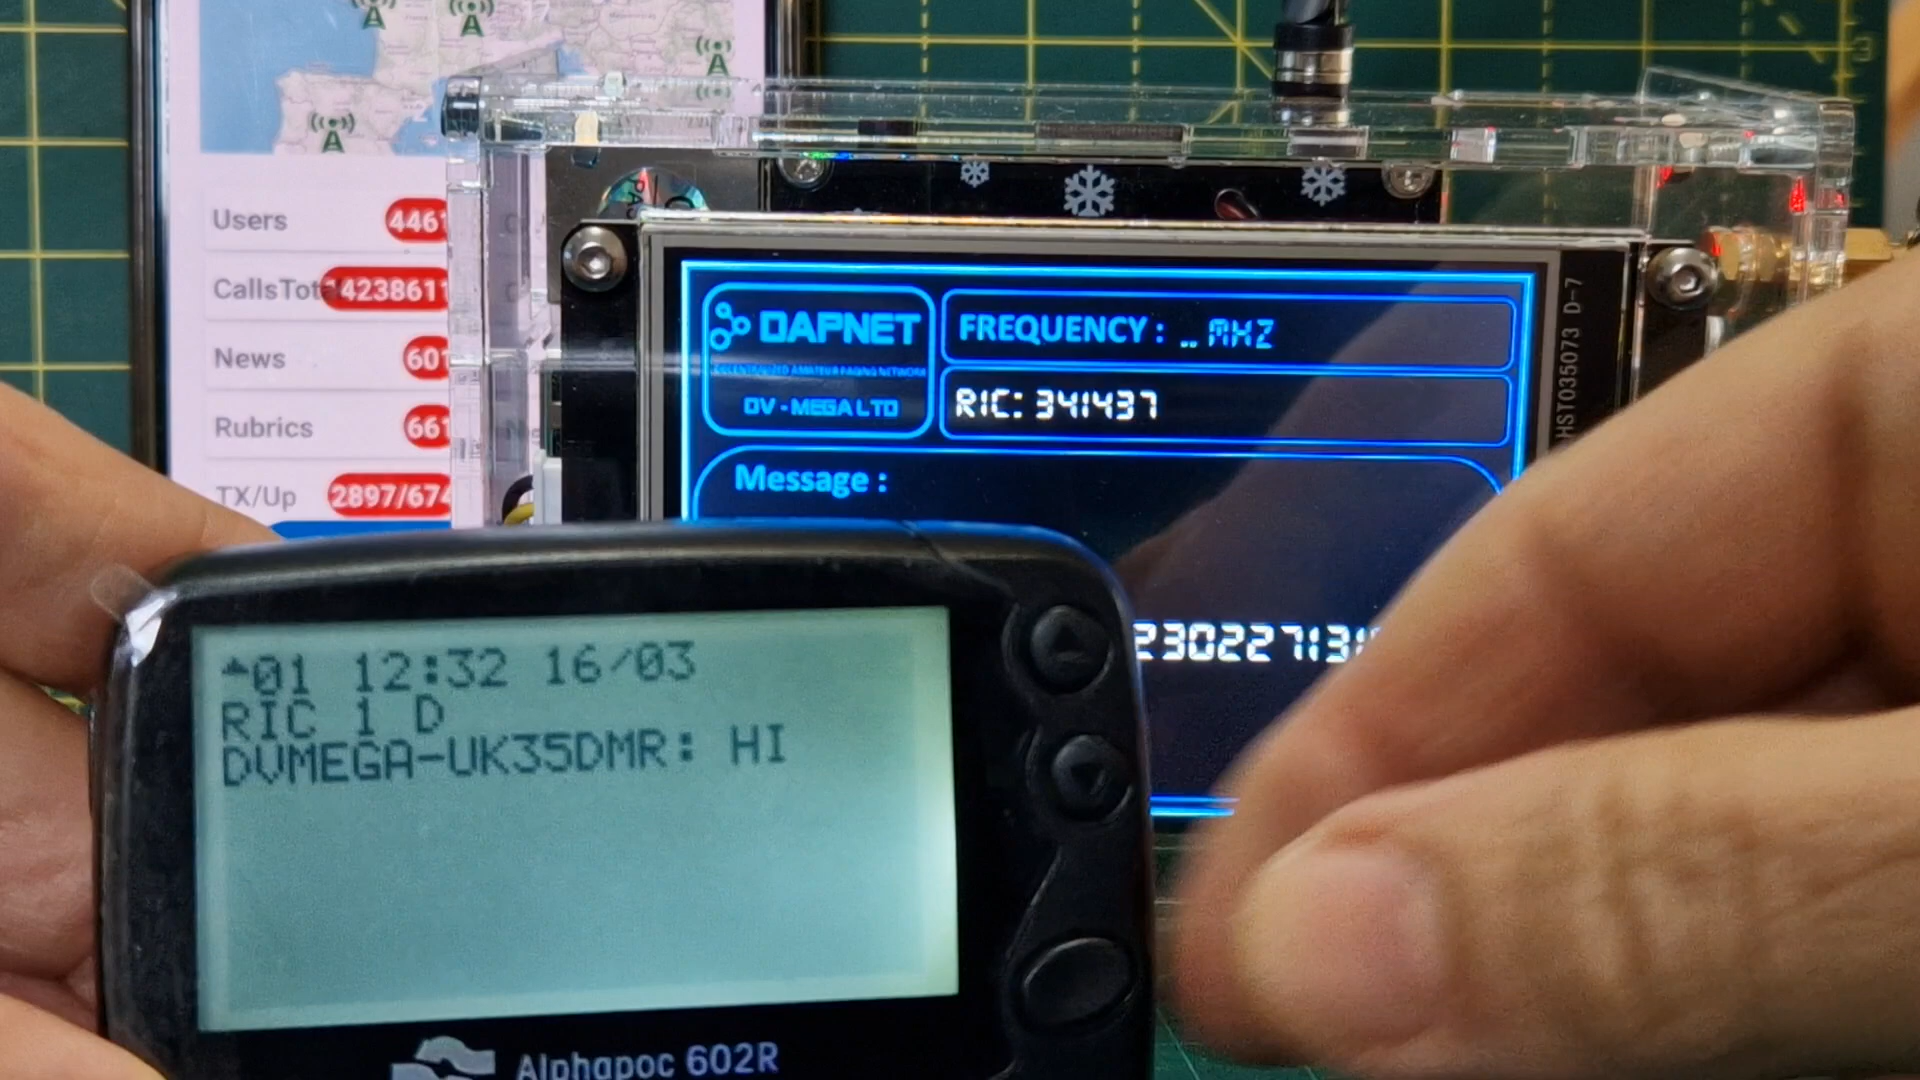 Users 4461
CallsTot 4238611
News 601
Rubrics 661
TX/Up 2897/674
DAPNET
DECENTRALIZED AMATEUR PAGING NETWORK
DV-MEGA LTD
FREQUENCY : .. MHZ
RIC: 341437
Message :
230227131
HST035073 D-7
01 12:32 16/03
RIC 1 D
DVMEGA-UK35DMR: HI
Alphapoc 602R